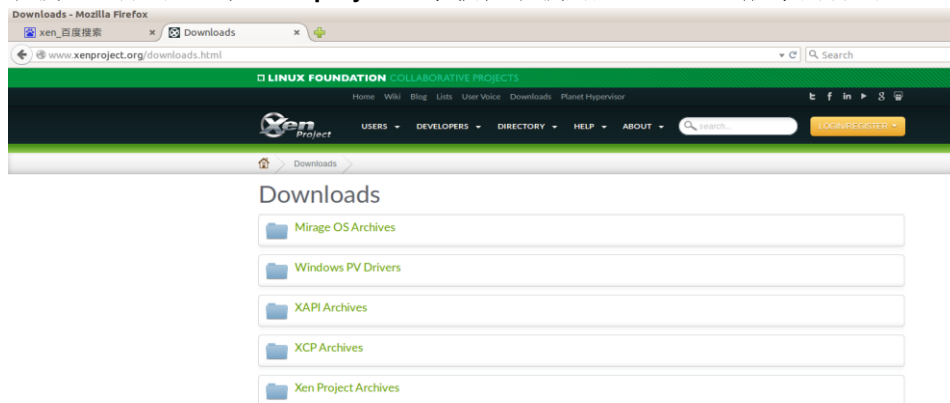 Downloads - Mozilla Firefox
xen_百度搜索
Downloads
www.xenproject.org/downloads.html
Search
LINUX FOUNDATION COLLABORATIVE PROJECTS
Home Wiki Blog Lists User Voice Downloads Planet Hypervisor
Xen Project
USERS DEVELOPERS DIRECTORY HELP ABOUT
search...
LOGIN/REGISTER
Downloads
Downloads
Mirage OS Archives
Windows PV Drivers
XAPI Archives
XCP Archives
Xen Project Archives